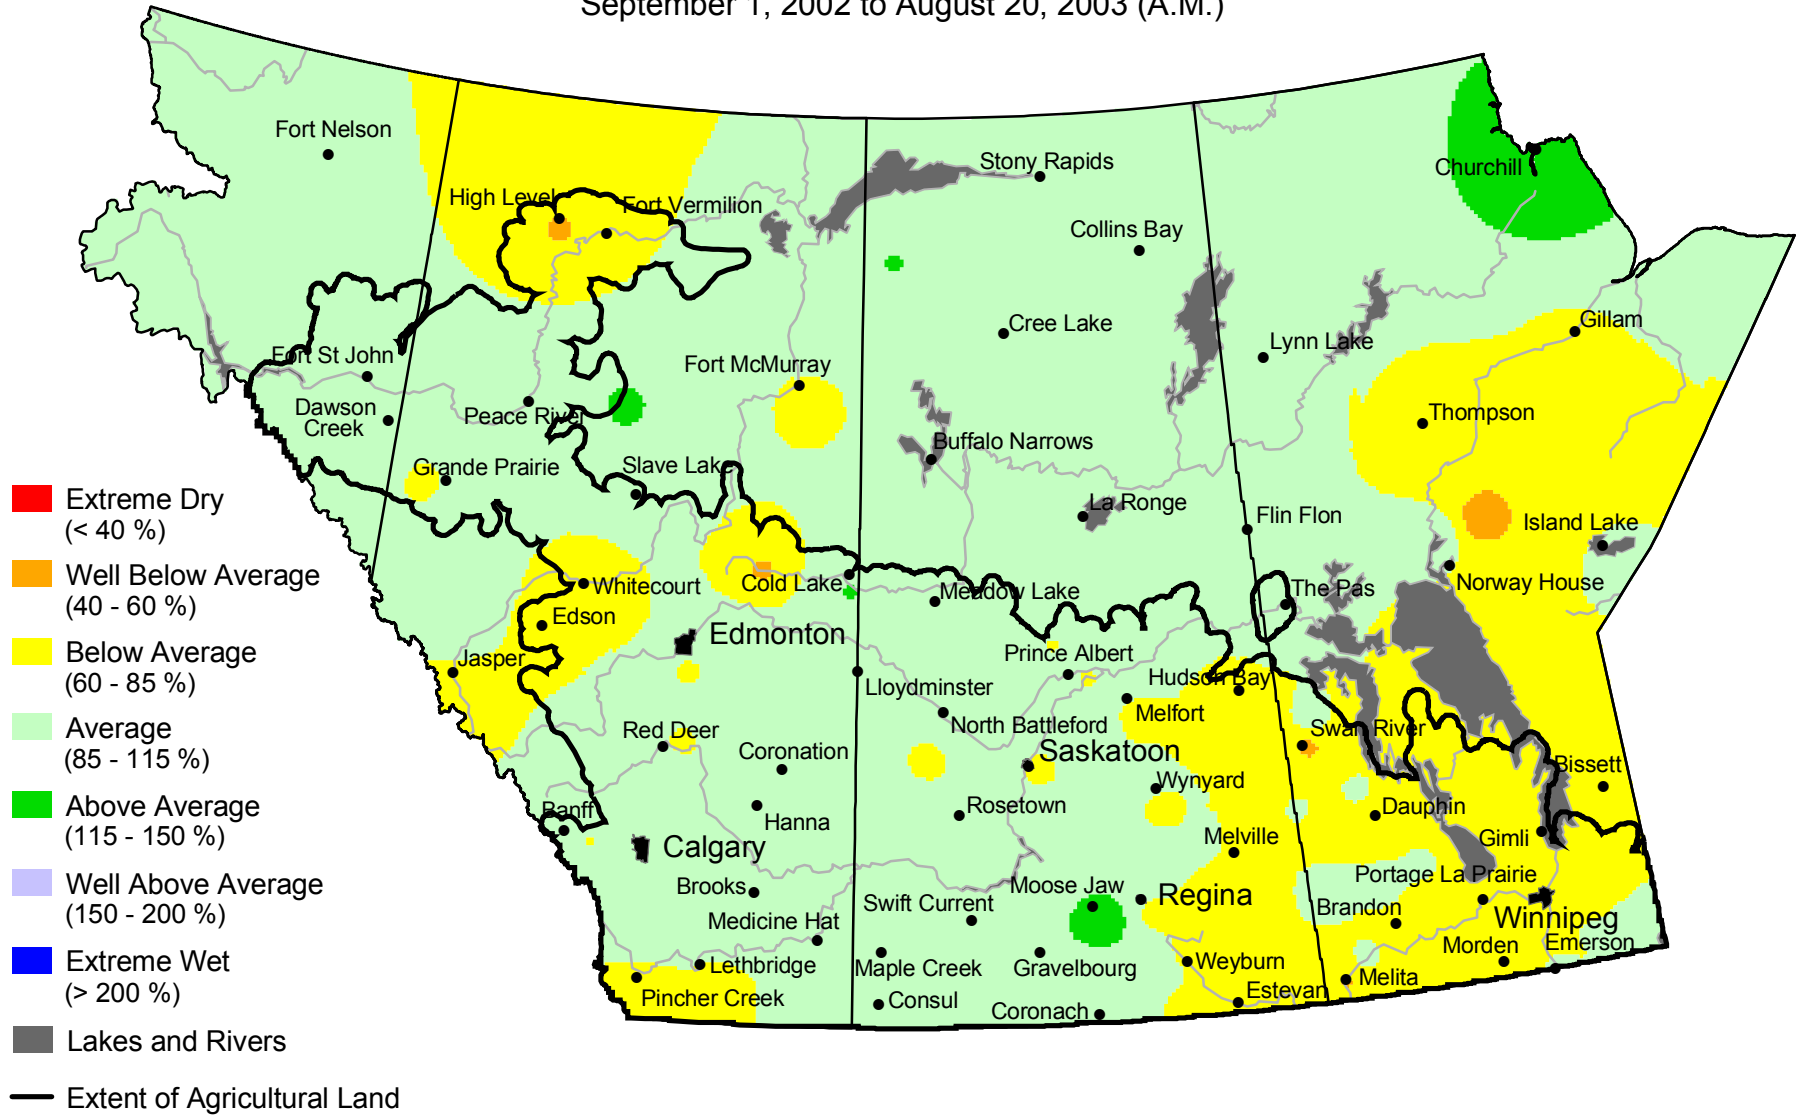 September 1, 2002 to August 20, 2003 (A.M.)
Fort Nelson
High Level
Fort Vermilion
Stony Rapids
Churchill
Collins Bay
Cree Lake
Lynn Lake
Gillam
Fort St John
Fort McMurray
Dawson
Creek
Peace River
Thompson
Buffalo Narrows
Grande Prairie
Slave Lake
La Ronge
Flin Flon
Island Lake
Whitecourt
Cold Lake
Meadow Lake
The Pas
Norway House
Edson
Edmonton
Jasper
Prince Albert
Hudson Bay
Lloydminster
North Battleford
Melfort
Red Deer
Coronation
Saskatoon
Swan River
Wynyard
Bissett
Banff
Hanna
Rosetown
Dauphin
Calgary
Melville
Gimli
Brooks
Moose Jaw
Regina
Portage La Prairie
Medicine Hat
Swift Current
Brandon
Winnipeg
Lethbridge
Maple Creek
Gravelbourg
Weyburn
Morden
Emerson
Pincher Creek
Consul
Coronach
Estevan
Melita
Extreme Dry
(< 40 %)
Well Below Average
(40 - 60 %)
Below Average
(60 - 85 %)
Average
(85 - 115 %)
Above Average
(115 - 150 %)
Well Above Average
(150 - 200 %)
Extreme Wet
(> 200 %)
Lakes and Rivers
Extent of Agricultural Land